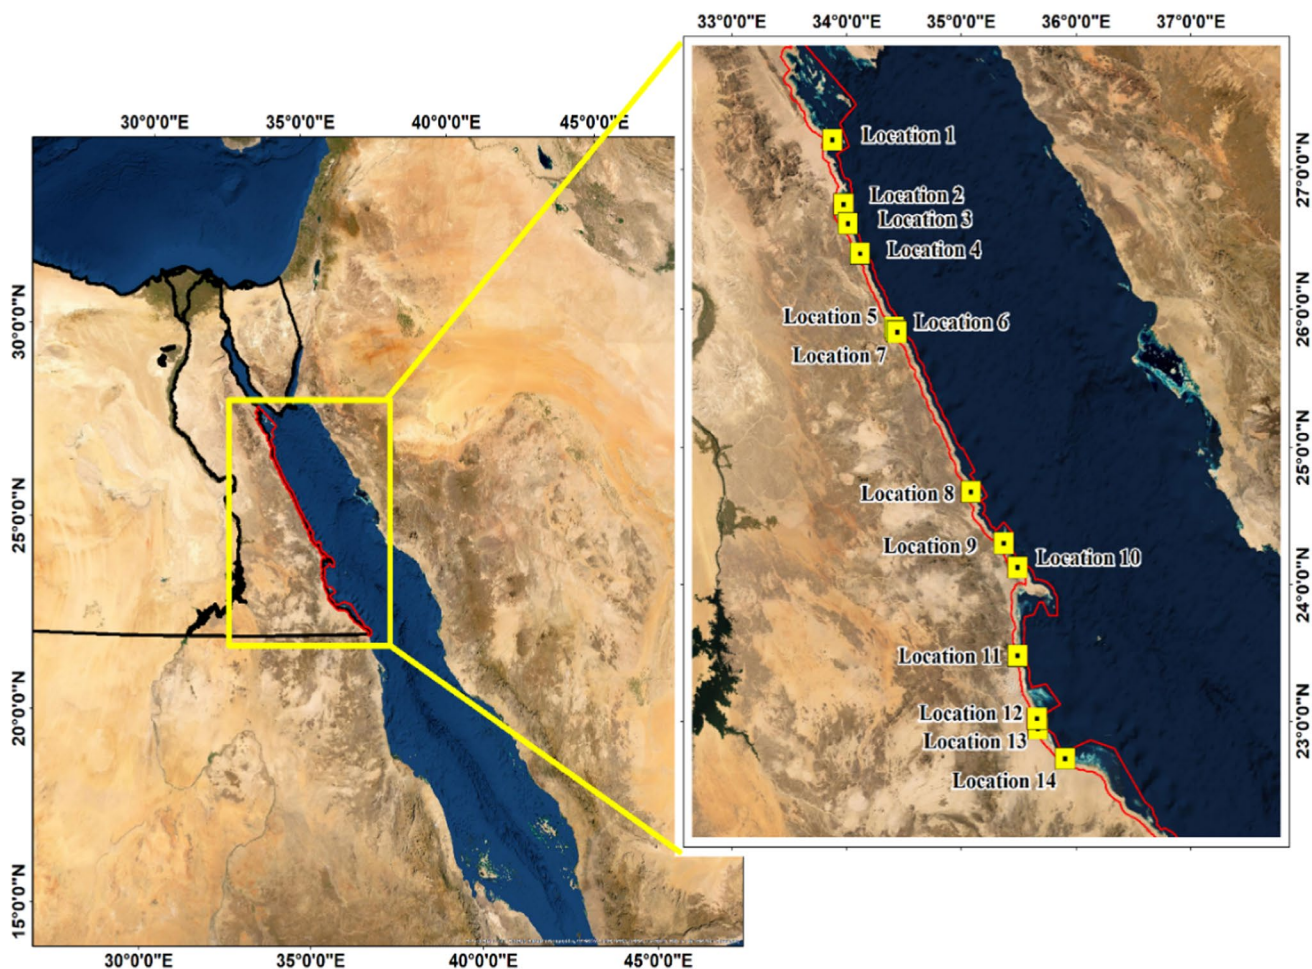 33°0'0"E 34°0'0"E 35°0'0"E 36°0'0"E 37°0'0"E
30°0'0"E 35°0'0"E 40°0'0"E 45°0'0"E
30°0'0"N
25°0'0"N
20°0'0"N
15°0'0"N
30°0'0"E 35°0'0"E 40°0'0"E 45°0'0"E
Location 1
Location 2
Location 3
Location 4
Location 5
Location 6
Location 7
Location 8
Location 9
Location 10
Location 11
Location 12
Location 13
Location 14
27°0'0"N
26°0'0"N
25°0'0"N
24°0'0"N
23°0'0"N